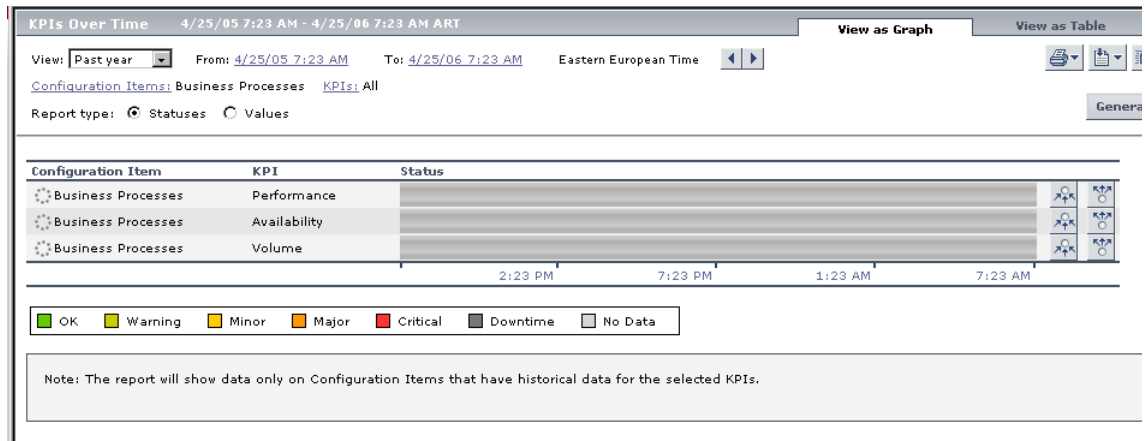 KPIs Over Time 4/25/05 7:23 AM - 4/25/06 7:23 AM ART View as Graph View as Table
View: Past year From: 4/25/05 7:23 AM To: 4/25/06 7:23 AM Eastern European Time
Configuration Items: Business Processes KPIs: All
Report type: Statuses Values Genera
Configuration Item KPI Status
Business Processes Performance
Business Processes Availability
Business Processes Volume
2:23 PM 7:23 PM 1:23 AM 7:23 AM
OK Warning Minor Major Critical Downtime No Data
Note: The report will show data only on Configuration Items that have historical data for the selected KPIs.